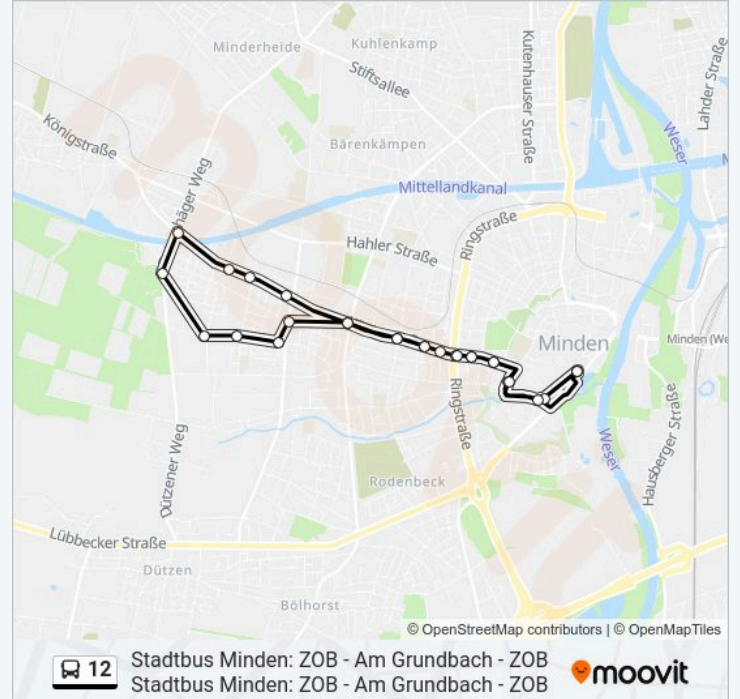 Minderheide
Kuhlenkamp
Stiftsallee
Kutenhauser Straße
Lahder Straße
Königstraße
Bärenkämpen
Weser
häger Weg
Mittellandkanal
Ringstraße
Hahler Straße
Minden
Minden (We
Ringstraße
Hausberger Straße
Weser
Dützener Weg
Rodenbeck
Lübbecker Straße
Dützen
Bölhorst
© OpenStreetMap contributors | © OpenMapTiles
12
Stadtbus Minden: ZOB - Am Grundbach - ZOB
Stadtbus Minden: ZOB - Am Grundbach - ZOB
moovit